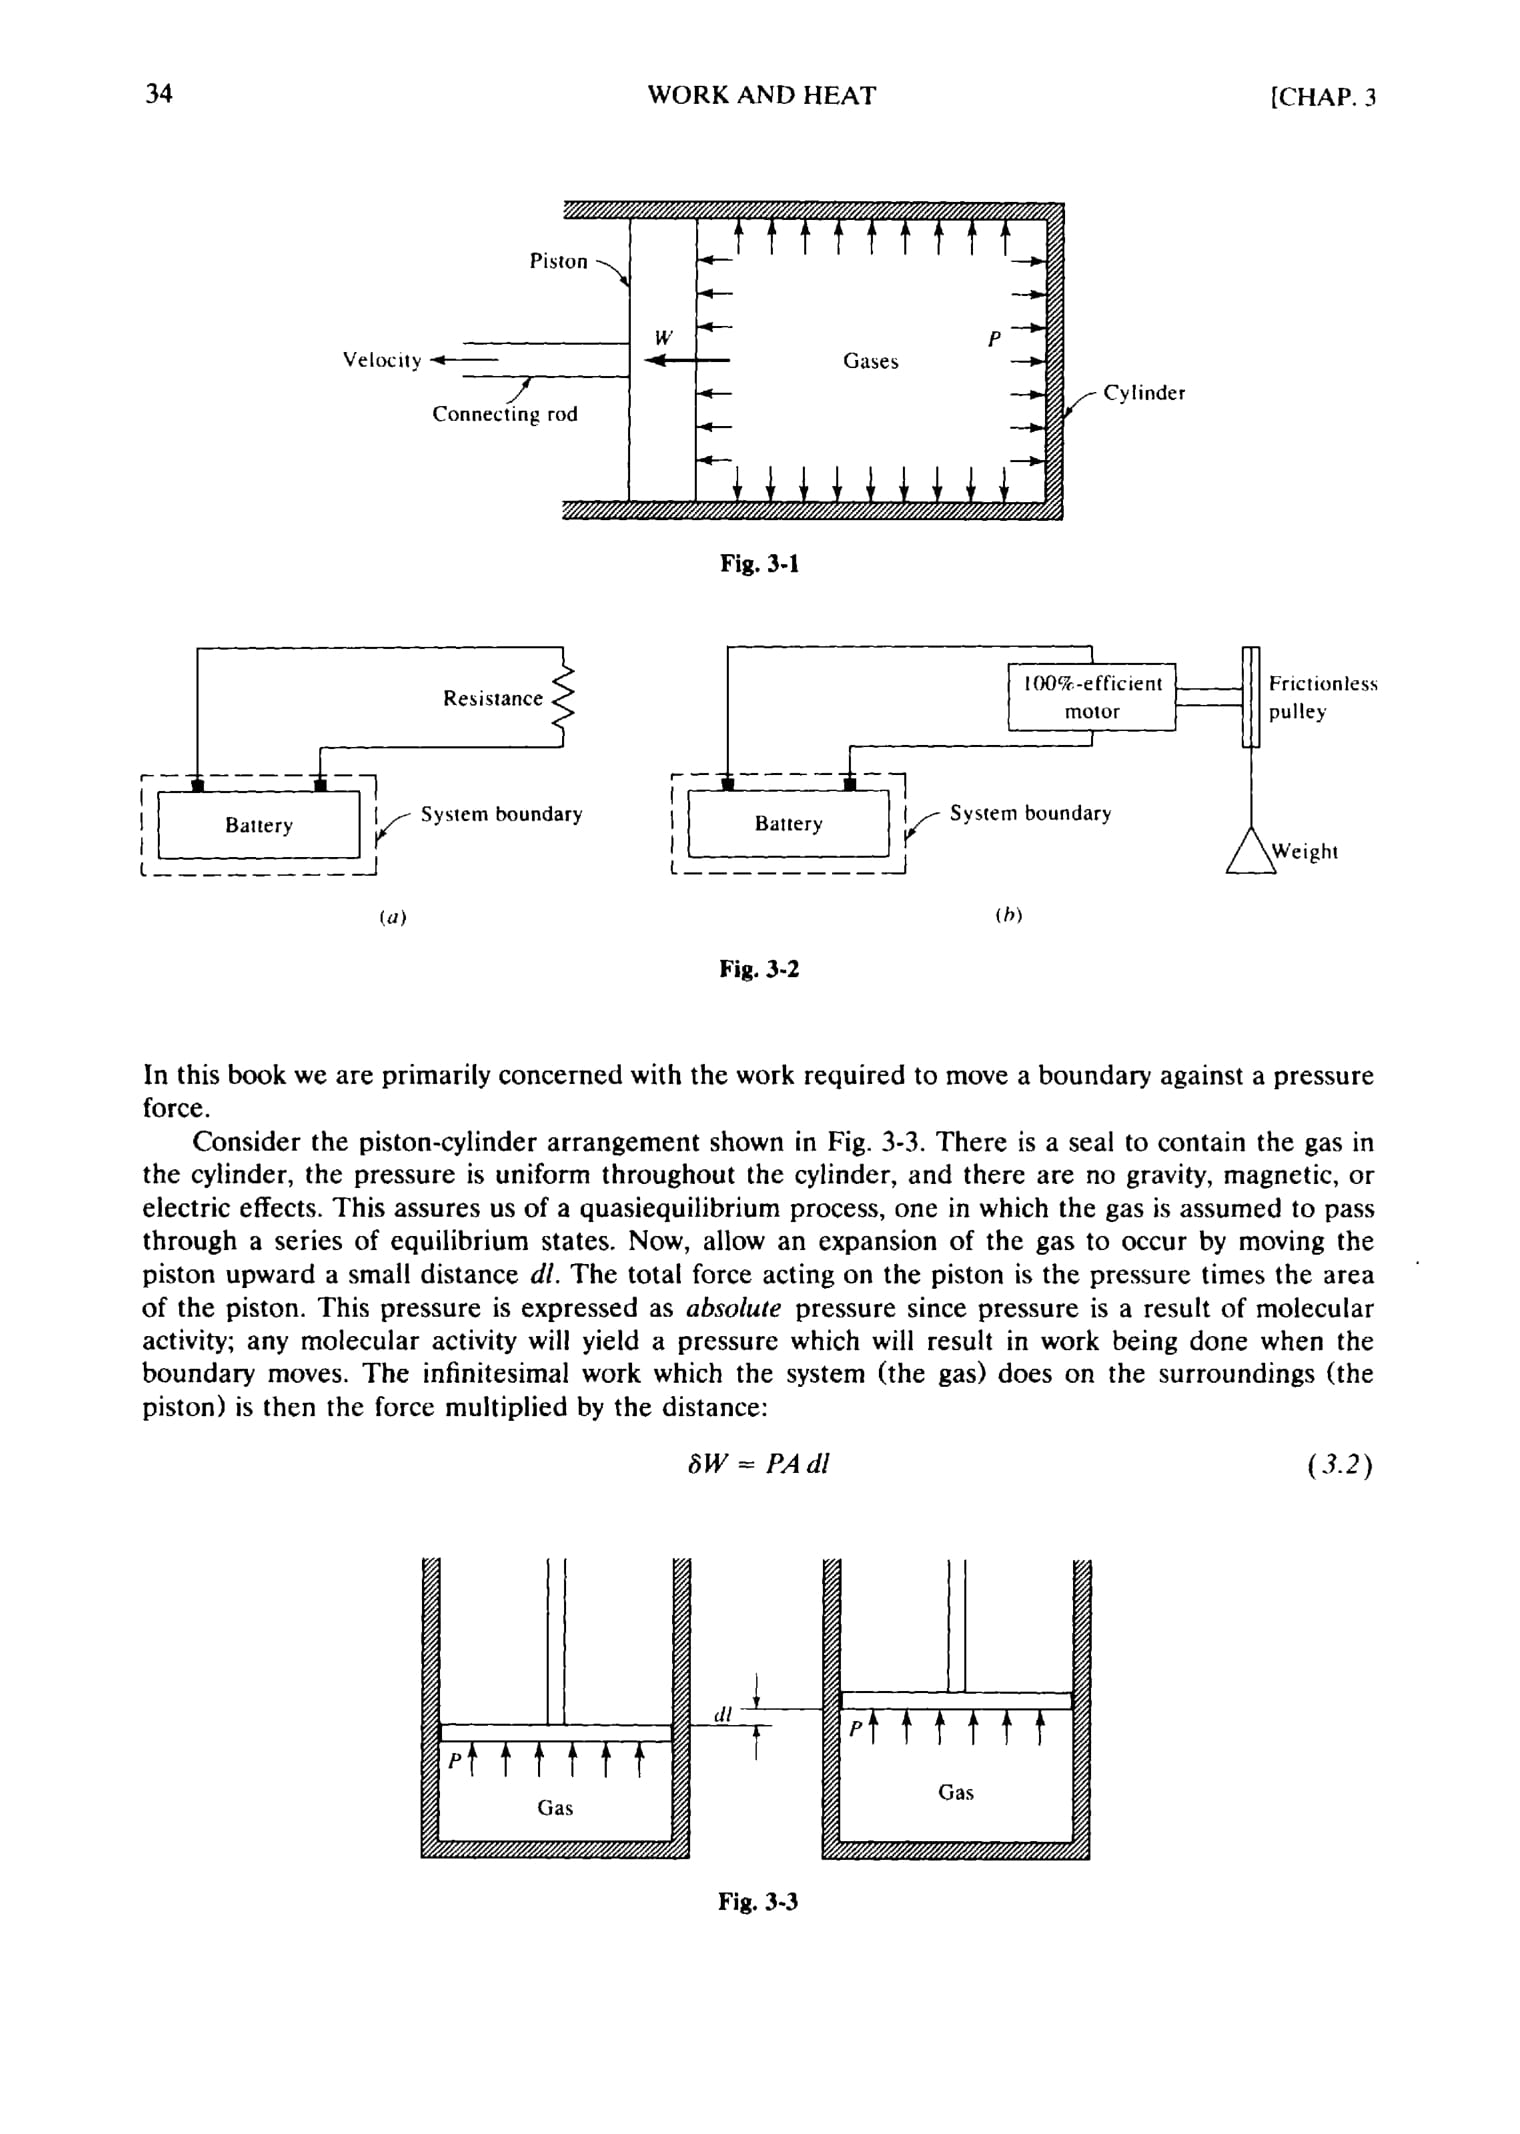 34 WORK AND HEAT [CHAP. 3
Piston
W
P
Velocity
Gases
Cylinder
Connecting rod
Fig. 3-1
Resistance
Battery
System boundary
(a)
100%-efficient
motor
Frictionless
pulley
Battery
System boundary
Weight
(b)
Fig. 3-2
In this book we are primarily concerned with the work required to move a boundary against a pressure
force.
Consider the piston-cylinder arrangement shown in Fig. 3-3. There is a seal to contain the gas in
the cylinder, the pressure is uniform throughout the cylinder, and there are no gravity, magnetic, or
electric effects. This assures us of a quasiequilibrium process, one in which the gas is assumed to pass
through a series of equilibrium states. Now, allow an expansion of the gas to occur by moving the
piston upward a small distance dl. The total force acting on the piston is the pressure times the area
of the piston. This pressure is expressed as absolute pressure since pressure is a result of molecular
activity; any molecular activity will yield a pressure which will result in work being done when the
boundary moves. The infinitesimal work which the system (the gas) does on the surroundings (the
piston) is then the force multiplied by the distance:
δW = PA dl (3.2)
dl
P
Gas
P
Gas
Fig. 3-3